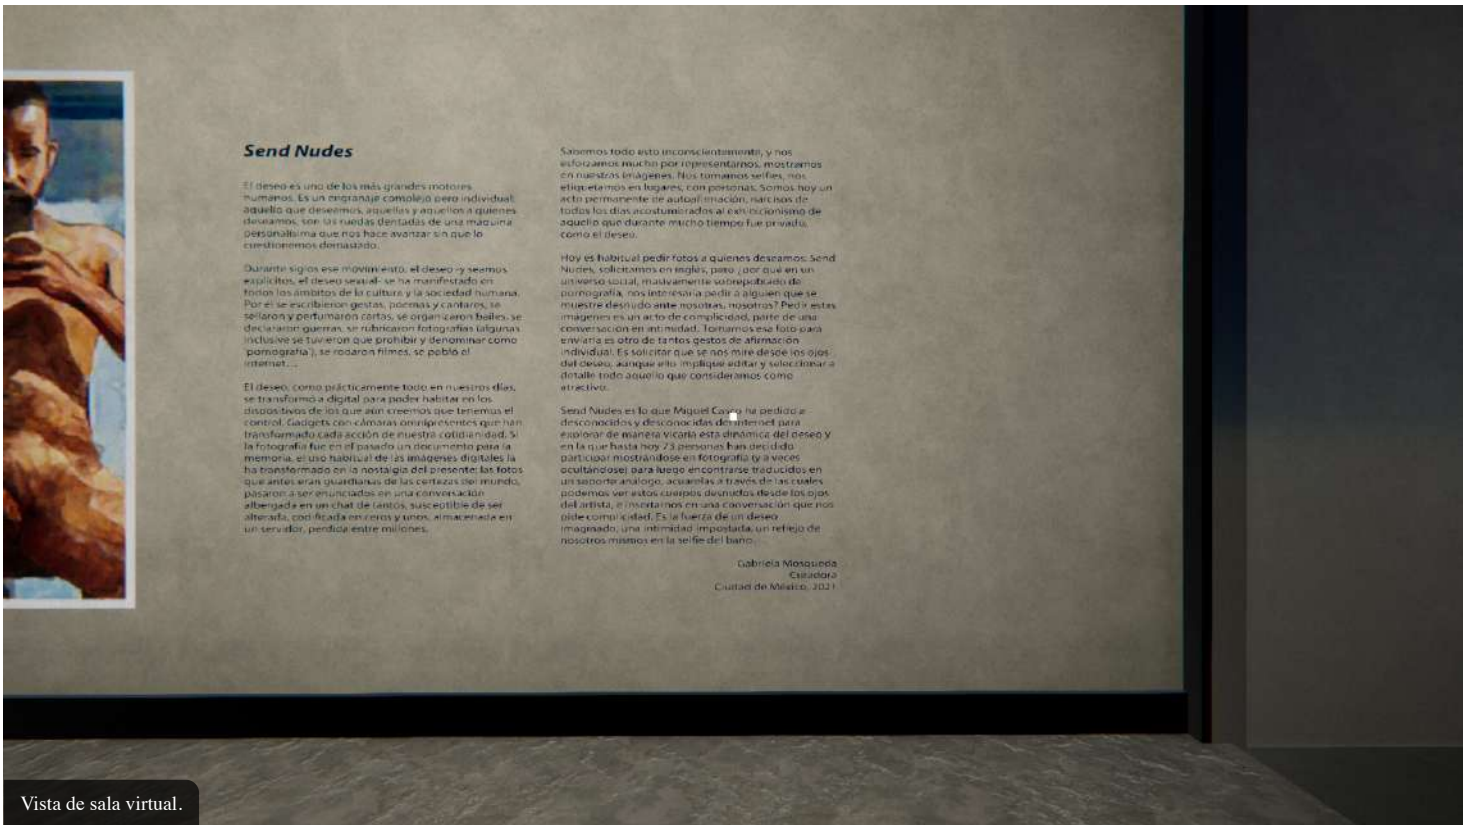 Send Nudes
El deseo es uno de los más grandes motores
humanos. Es un engranaje complejo pero individual;
aquello que deseamos, aquellas y aquellos a quienes
deseamos, son las ruedas dentadas de una máquina
personalísima que nos hace avanzar sin que lo
cuestionemos demasiado.
Durante siglos ese movimiento, el deseo -y seamos
explícitos, el deseo sexual- se ha manifestado en
todos los ámbitos de la cultura y la sociedad humana.
Por él se escribieron gestas, poemas y cantares, se
sellaron y perfumaron cartas, se organizaron bailes, se
declararon guerras, se rubricaron fotografías (algunas
inclusive se tuvieron que prohibir y denominar como
"pornografía"), se rodaron filmes, se pobló el
internet...
El deseo, como prácticamente todo en nuestros días,
se transformó a digital para poder habitar en los
dispositivos de los que aún creemos que tenemos el
control. Gadgets con cámaras omnipresentes que han
transformado cada acción de nuestra cotidianidad. Si
la fotografía fue en el pasado un documento para la
memoria, el uso habitual de las imágenes digitales la
ha transformado en la nostalgia del presente; las fotos
que antes eran guardianas de las certezas del mundo,
pasaron a ser enunciados en una conversación
albergada en un chat de tantos, susceptible de ser
alterada, codificada en ceros y unos, almacenada en
un servidor, perdida entre millones.
Sabemos todo esto inconscientemente, y nos
esforzamos mucho por representarnos, mostrarnos
en nuestras imágenes. Nos tomamos selfies, nos
etiquetamos en lugares, con personas. Somos hoy un
acto permanente de autoafirmación, narcisos de
todos los días acostumbrados al exhibicionismo de
aquello que durante mucho tiempo fue privado,
como el deseo.
Hoy es habitual pedir fotos a quienes deseamos. Send
Nudes, solicitamos en inglés, pero ¿por qué en un
universo social, masivamente sobrepoblado de
pornografía, nos interesaría pedir a alguien que se
muestre desnudo ante nosotras, nosotros? Pedir estas
imágenes es un acto de complicidad, parte de una
conversación en intimidad. Tomarnos esa foto para
enviarla es otro de tantos gestos de afirmación
individual. Es solicitar que se nos mire desde los ojos
del deseo, aunque ello implique editar y seleccionar a
detalle todo aquello que consideramos como
atractivo.
Send Nudes es lo que Miguel Casco ha pedido a
desconocidos y desconocidas del internet para
explorar de manera vicaria esta dinámica del deseo y
en la que hasta hoy 73 personas han decidido
participar mostrándose en fotografía (y a veces
ocultándose) para luego encontrarse traducidos en
un soporte análogo, acuarelas a través de las cuales
podemos ver estos cuerpos desnudos desde los ojos
del artista, e insertarnos en una conversación que nos
pide complicidad. Es la fuerza de un deseo
imaginado, una intimidad impostada, un reflejo de
nosotros mismos en la selfie del baño.
Gabriela Mosqueda
Curadora
Ciudad de México, 2021
Vista de sala virtual.